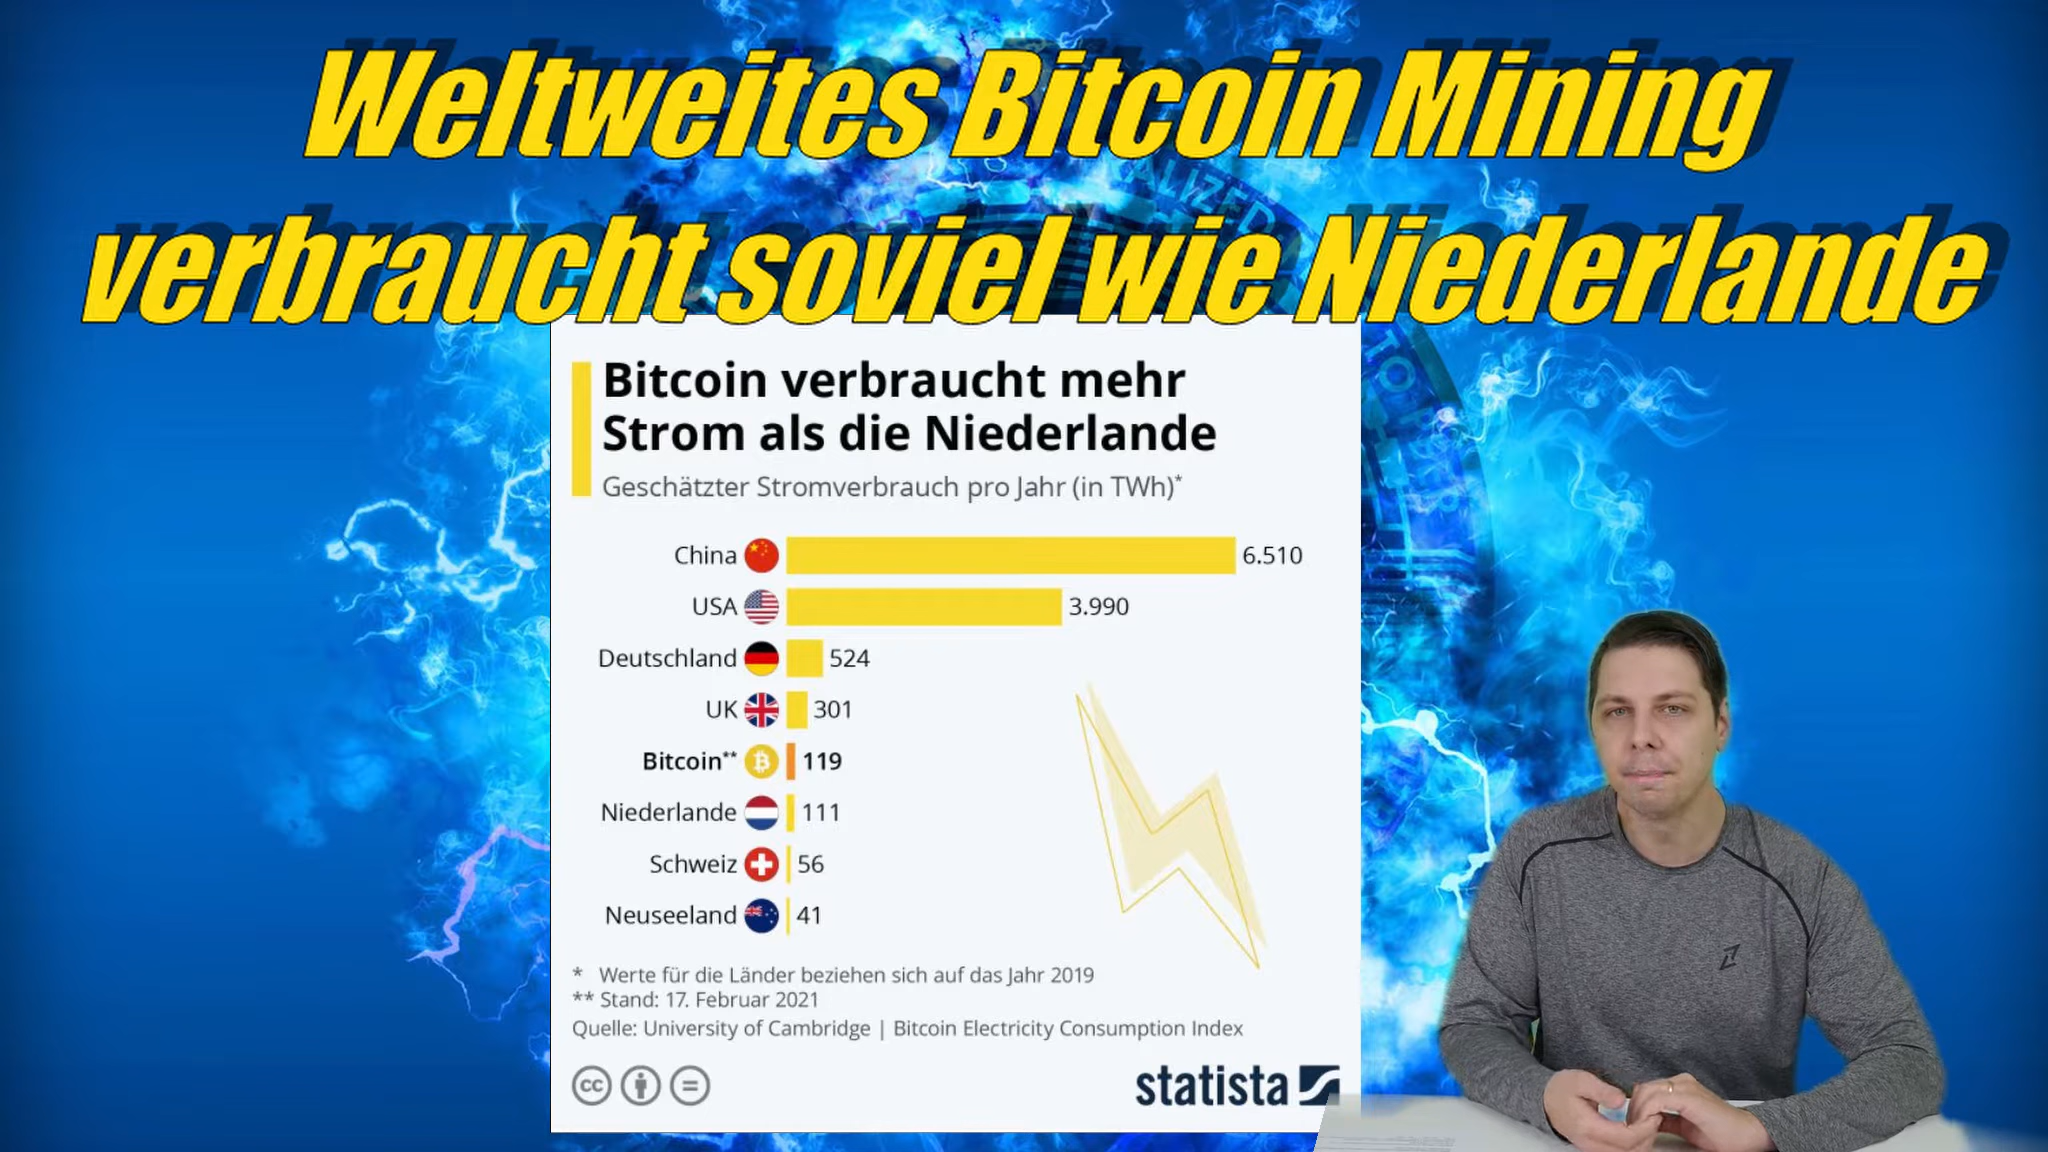 Weltweites Bitcoin Mining
verbraucht soviel wie Niederlande
ALIZED
Bitcoin verbraucht mehr
Strom als die Niederlande
Geschätzter Stromverbrauch pro Jahr (in TWh)*
China 6.510
USA 3.990
Deutschland 524
UK 301
Bitcoin** 119
Niederlande 111
Schweiz 56
Neuseeland 41
* Werte für die Länder beziehen sich auf das Jahr 2019
** Stand: 17. Februar 2021
Quelle: University of Cambridge | Bitcoin Electricity Consumption Index
cc
statista